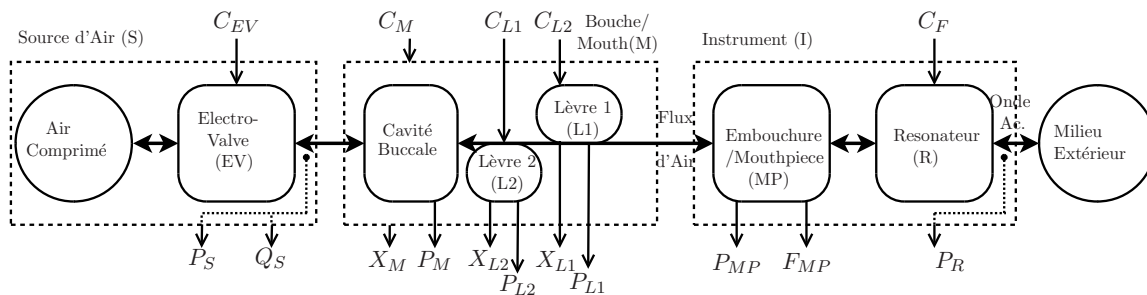 C_EV
C_M
C_L1
C_L2
C_F
Source d'Air (S)
Bouche/
Mouth(M)
Instrument (I)
Air
Comprimé
Electro-
Valve
(EV)
Cavité
Buccale
Lèvre 1
(L1)
Lèvre 2
(L2)
Flux
d'Air
Embouchure
/Mouthpiece
(MP)
Resonateur
(R)
Onde
Ac.
Milieu
Extérieur
P_S
Q_S
X_M
P_M
X_L2
P_L2
X_L1
P_L1
P_MP
F_MP
P_R